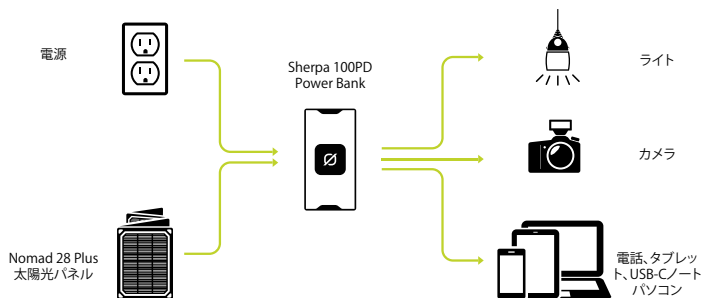 電源
Sherpa 100PD
Power Bank
ライト
カメラ
Nomad 28 Plus
太陽光パネル
電話、タブレッ
ト、USB-Cノート
パソコン